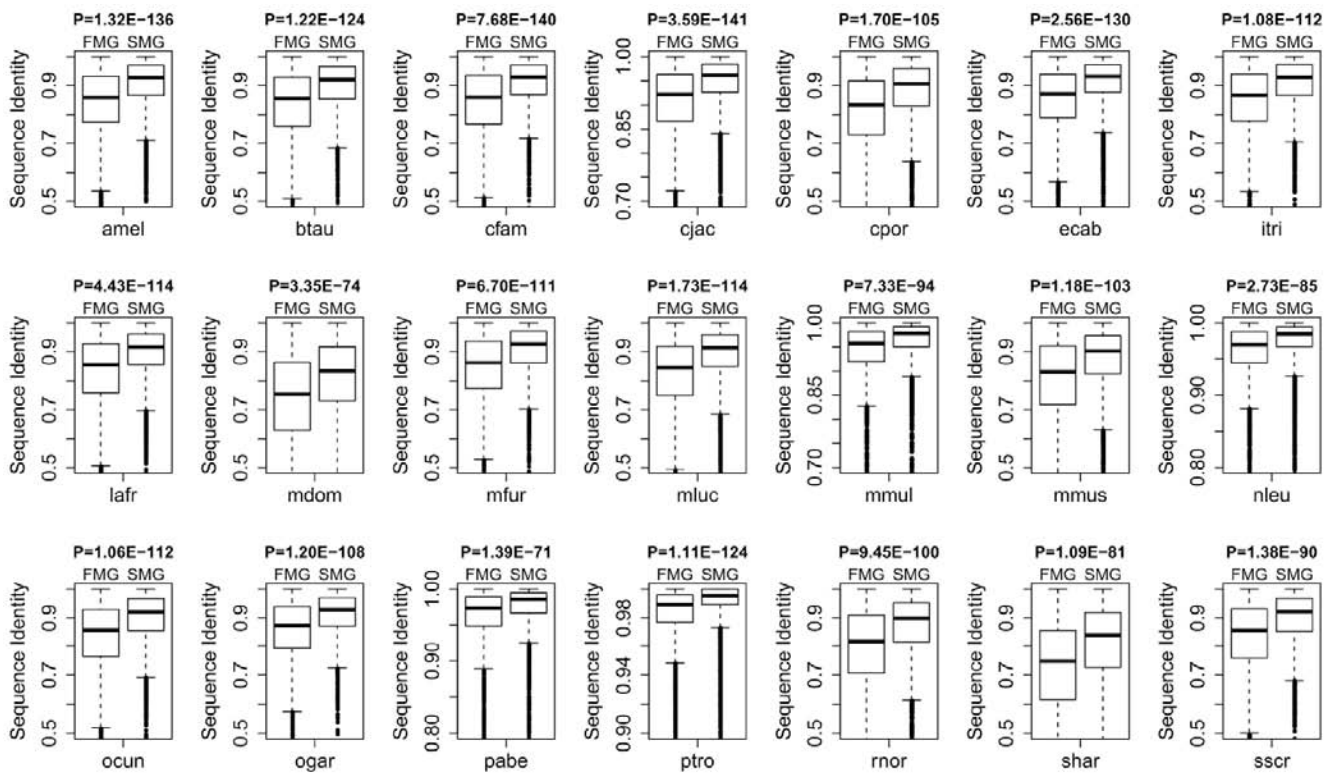 P=1.32E−136 P=1.22E−124 P=7.68E−140 P=3.59E−141 P=1.70E−105 P=2.56E−130 P=1.08E−112
FMG SMG FMG SMG FMG SMG FMG SMG FMG SMG FMG SMG FMG SMG
Sequence Identity 0.5 0.7 0.9 Sequence Identity 0.5 0.7 0.9 Sequence Identity 0.5 0.7 0.9 Sequence Identity 0.70 0.85 1.00 Sequence Identity 0.5 0.7 0.9 Sequence Identity 0.5 0.7 0.9 Sequence Identity 0.5 0.7 0.9
amel btau cfam cjac cpor ecab itri
P=4.43E−114 P=3.35E−74 P=6.70E−111 P=1.73E−114 P=7.33E−94 P=1.18E−103 P=2.73E−85
FMG SMG FMG SMG FMG SMG FMG SMG FMG SMG FMG SMG FMG SMG
Sequence Identity 0.5 0.7 0.9 Sequence Identity 0.5 0.7 0.9 Sequence Identity 0.5 0.7 0.9 Sequence Identity 0.5 0.7 0.9 Sequence Identity 0.70 0.85 1.00 Sequence Identity 0.5 0.7 0.9 Sequence Identity 0.80 0.90 1.00
lafr mdom mfur mluc mmul mmus nleu
P=1.06E−112 P=1.20E−108 P=1.39E−71 P=1.11E−124 P=9.45E−100 P=1.09E−81 P=1.38E−90
FMG SMG FMG SMG FMG SMG FMG SMG FMG SMG FMG SMG FMG SMG
Sequence Identity 0.5 0.7 0.9 Sequence Identity 0.5 0.7 0.9 Sequence Identity 0.80 0.90 1.00 Sequence Identity 0.90 0.94 0.98 Sequence Identity 0.5 0.7 0.9 Sequence Identity 0.5 0.7 0.9 Sequence Identity 0.5 0.7 0.9
ocun ogar pabe ptro rnor shar sscr